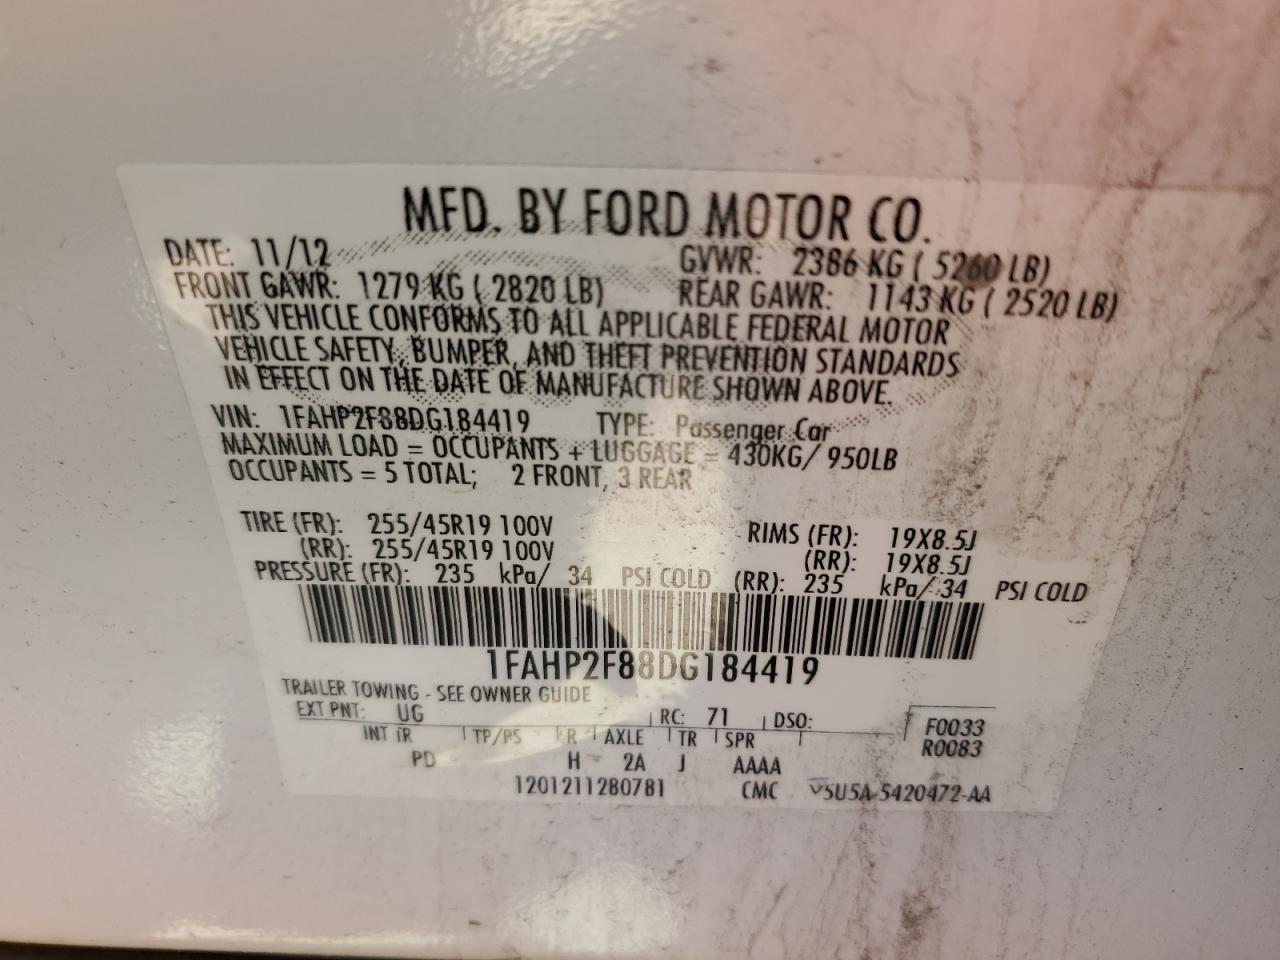 MFD. BY FORD MOTOR CO.
DATE: 11/12 GVWR: 2386 KG ( 5260 LB)
FRONT GAWR: 1279 KG ( 2820 LB) REAR GAWR: 1143 KG ( 2520 LB)
THIS VEHICLE CONFORMS TO ALL APPLICABLE FEDERAL MOTOR
VEHICLE SAFETY, BUMPER, AND THEFT PREVENTION STANDARDS
IN EFFECT ON THE DATE OF MANUFACTURE SHOWN ABOVE.
VIN: 1FAHP2F88DG184419 TYPE: Passenger Car
MAXIMUM LOAD = OCCUPANTS + LUGGAGE = 430KG/ 950LB
OCCUPANTS = 5 TOTAL; 2 FRONT, 3 REAR
TIRE (FR): 255/45R19 100V RIMS (FR): 19X8.5J
(RR): 255/45R19 100V (RR): 19X8.5J
PRESSURE (FR): 235 kPa/ 34 PSI COLD (RR): 235 kPa/ 34 PSI COLD
1FAHP2F88DG184419
TRAILER TOWING - SEE OWNER GUIDE
EXT PNT: UG RC: 71 DSO: F0033
INT TR TP/PS R AXLE TR SPR R0083
PD H 2A J AAAA
1201211280781 CMC 5U5A-5420472-AA